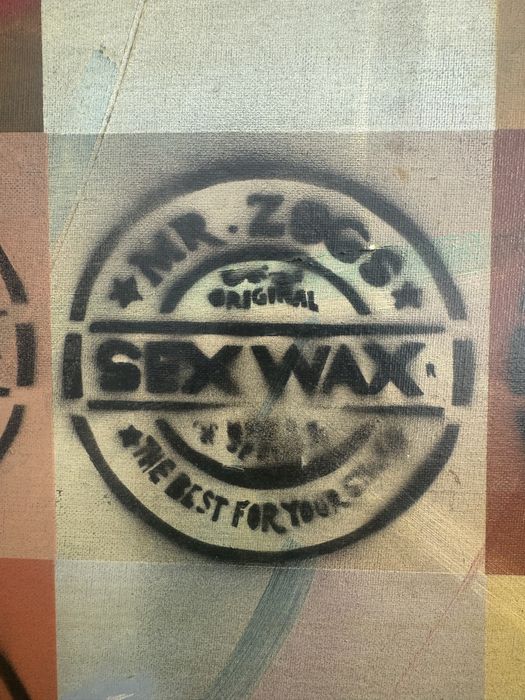 MR. ZOGS
ORIGINAL
SEX WAX R
THE BEST FOR YOUR